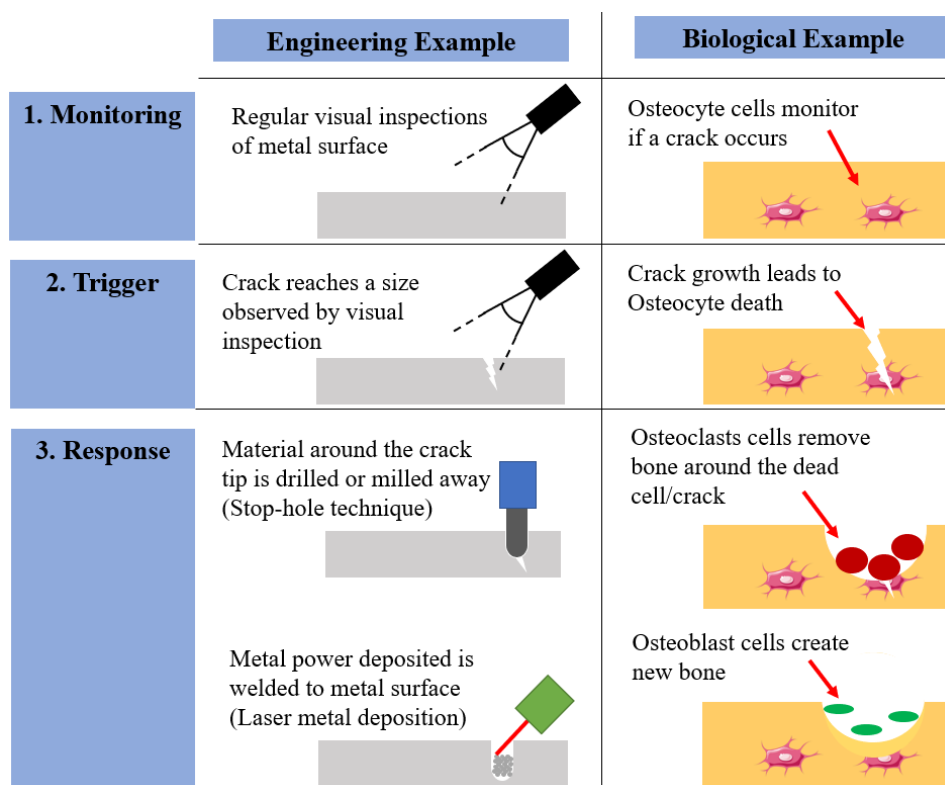 Engineering Example
Biological Example
1. Monitoring
Regular visual inspections
of metal surface
Osteocyte cells monitor
if a crack occurs
2. Trigger
Crack reaches a size
observed by visual
inspection
Crack growth leads to
Osteocyte death
3. Response
Material around the crack
tip is drilled or milled away
(Stop-hole technique)
Osteoclasts cells remove
bone around the dead
cell/crack
Metal power deposited is
welded to metal surface
(Laser metal deposition)
Osteoblast cells create
new bone